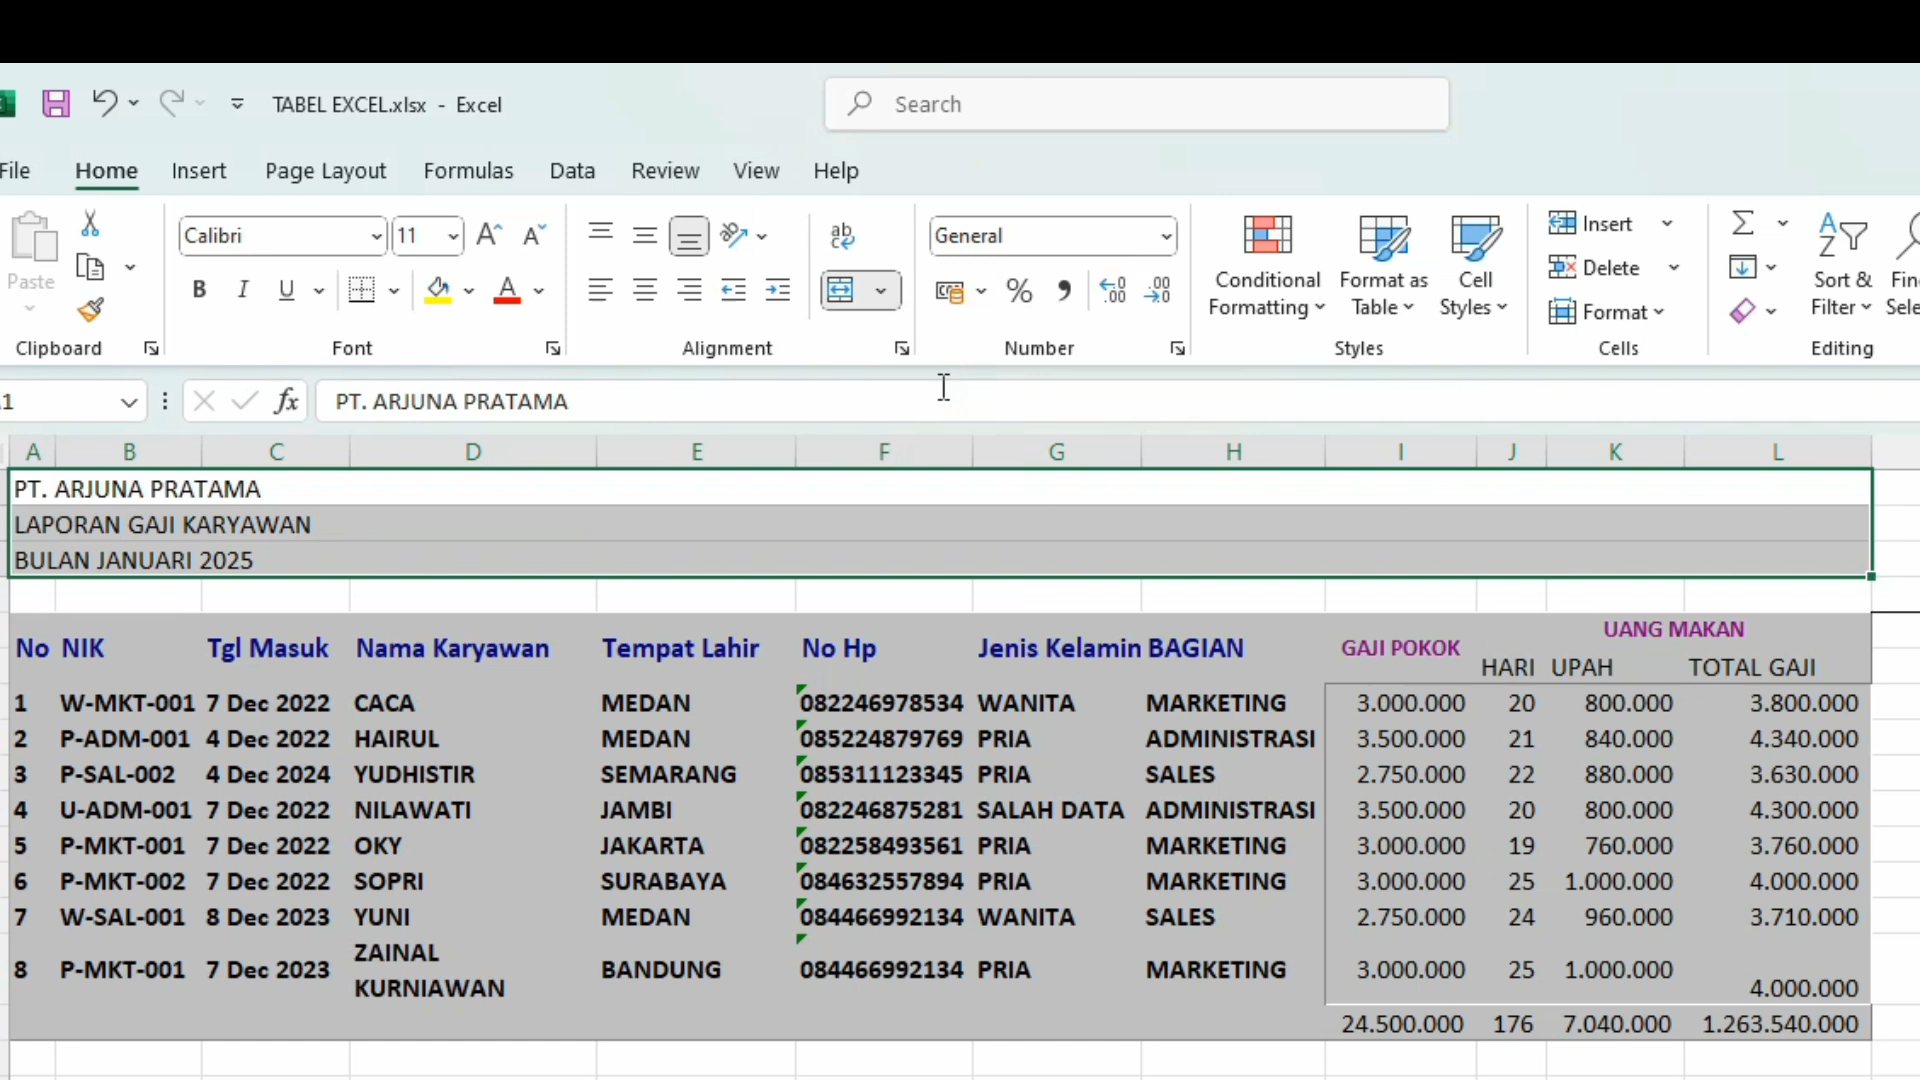 TABEL EXCEL.xlsx - Excel
Search
File Home Insert Page Layout Formulas Data Review View Help
Calibri 11 General
Insert
Delete
Format
Paste
B I U
Conditional Formatting
Format as Table
Cell Styles
Sort & Filter
Clipboard Font Alignment Number Styles Cells Editing
PT. ARJUNA PRATAMA
A B C D E F G H I J K L
PT. ARJUNA PRATAMA
LAPORAN GAJI KARYAWAN
BULAN JANUARI 2025
No NIK Tgl Masuk Nama Karyawan Tempat Lahir No Hp Jenis Kelamin BAGIAN GAJI POKOK UANG MAKAN
HARI UPAH TOTAL GAJI
1 W-MKT-001 7 Dec 2022 CACA MEDAN 082246978534 WANITA MARKETING 3.000.000 20 800.000 3.800.000
2 P-ADM-001 4 Dec 2022 HAIRUL MEDAN 085224879769 PRIA ADMINISTRASI 3.500.000 21 840.000 4.340.000
3 P-SAL-002 4 Dec 2024 YUDHISTIR SEMARANG 085311123345 PRIA SALES 2.750.000 22 880.000 3.630.000
4 U-ADM-001 7 Dec 2022 NILAWATI JAMBI 082246875281 SALAH DATA ADMINISTRASI 3.500.000 20 800.000 4.300.000
5 P-MKT-001 7 Dec 2022 OKY JAKARTA 082258493561 PRIA MARKETING 3.000.000 19 760.000 3.760.000
6 P-MKT-002 7 Dec 2022 SOPRI SURABAYA 084632557894 PRIA MARKETING 3.000.000 25 1.000.000 4.000.000
7 W-SAL-001 8 Dec 2023 YUNI MEDAN 084466992134 WANITA SALES 2.750.000 24 960.000 3.710.000
8 P-MKT-001 7 Dec 2023 ZAINAL KURNIAWAN BANDUNG 084466992134 PRIA MARKETING 3.000.000 25 1.000.000 4.000.000
24.500.000 176 7.040.000 1.263.540.000